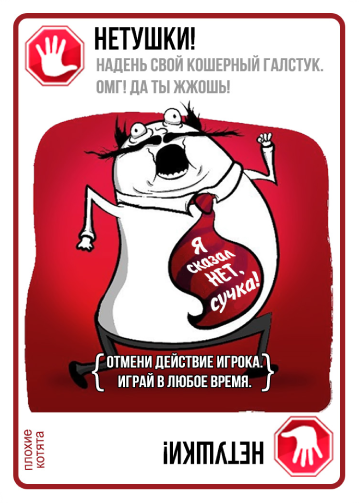 НЕТУШКИ!
НАДЕНЬ СВОЙ КОШЕРНЫЙ ГАЛСТУК.
ОМГ! ДА ТЫ ЖЖОШЬ!
Я
сказал
НЕТ,
сучка!
{ОТМЕНИ ДЕЙСТВИЕ ИГРОКА.
ИГРАЙ В ЛЮБОЕ ВРЕМЯ.}
плохие
котята
НЕТУШКИ!